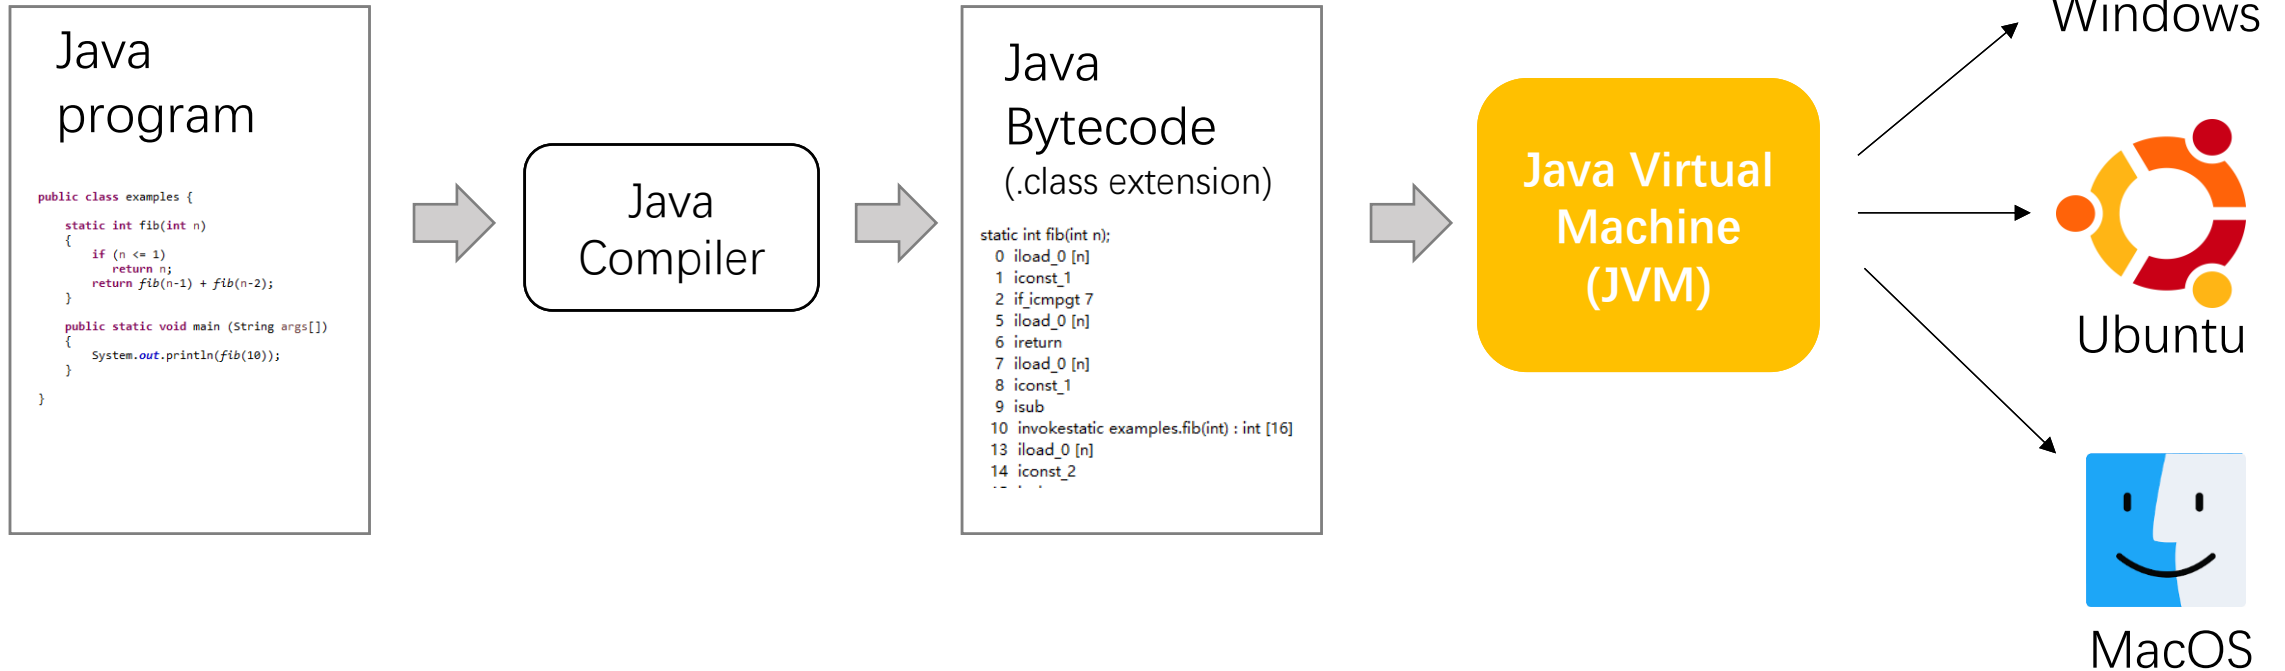 Java
program
public class examples {
static int fib(int n)
{
if (n <= 1)
return n;
return fib(n-1) + fib(n-2);
}
public static void main (String args[])
{
System.out.println(fib(10));
}
}
Java
Compiler
Java
Bytecode
(.class extension)
static int fib(int n);
0 iload_0 [n]
1 iconst_1
2 if_icmpgt 7
5 iload_0 [n]
6 ireturn
7 iload_0 [n]
8 iconst_1
9 isub
10 invokestatic examples.fib(int) : int [16]
13 iload_0 [n]
14 iconst_2
Java Virtual
Machine
(JVM)
Windows
Ubuntu
MacOS